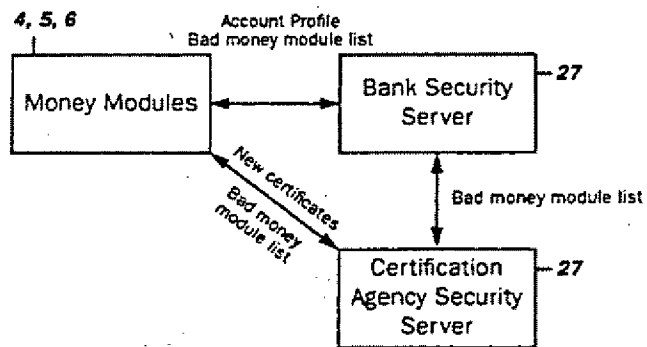 4, 5, 6
Account Profile
Bad money module list
Money Modules
Bank Security
Server
27
New certificates
Bad money
module list
Bad money module list
Certification
Agency Security
Server
27